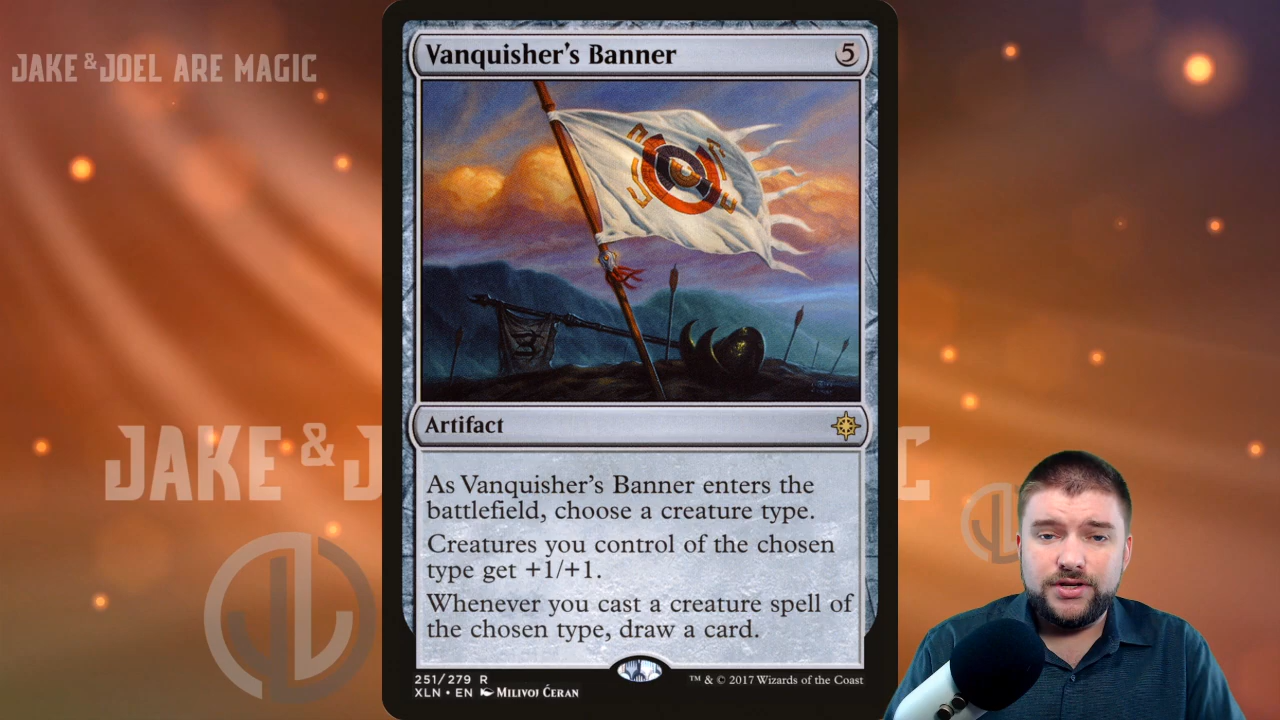 JAKE & JOEL ARE MAGIC
Vanquisher's Banner 5
Artifact
As Vanquisher's Banner enters the
battlefield, choose a creature type.
Creatures you control of the chosen
type get +1/+1.
Whenever you cast a creature spell of
the chosen type, draw a card.
251/279 R
XLN • EN Milivoj Ćeran
™ & © 2017 Wizards of the Coast
JAKE & J
C
JL
JL